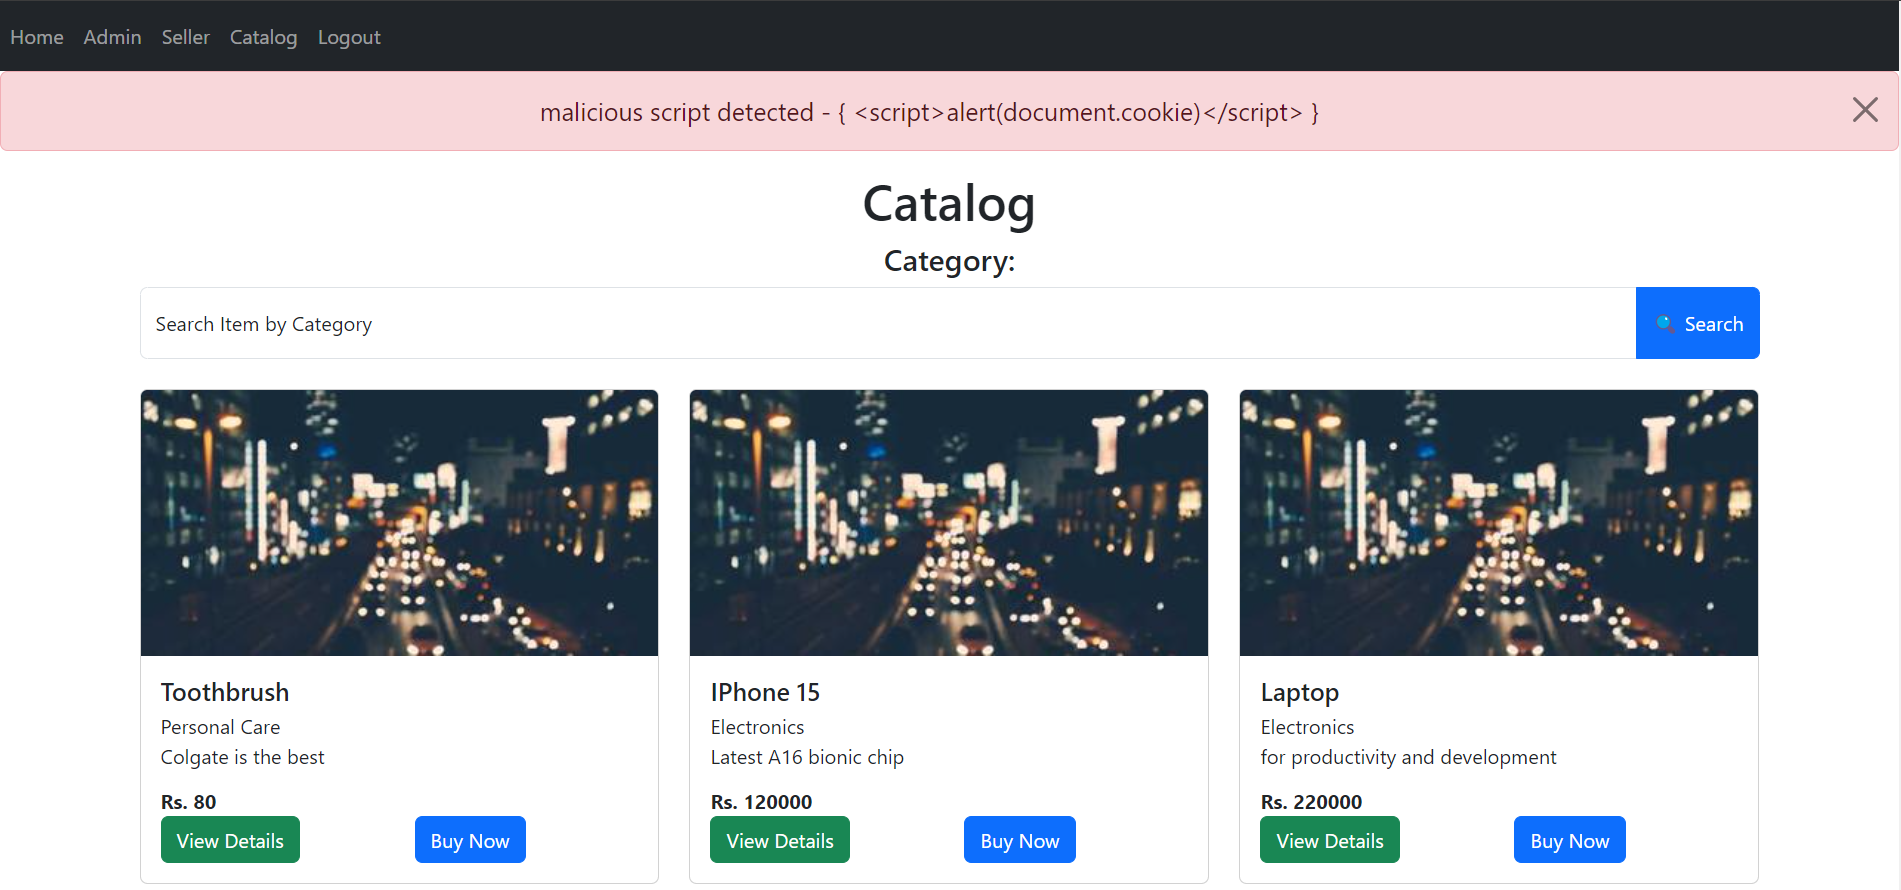 Home Admin Seller Catalog Logout
malicious script detected - { <script>alert(document.cookie)</script> }
Catalog
Category:
Search Item by Category
Search
Toothbrush
Personal Care
Colgate is the best
Rs. 80
View Details Buy Now
IPhone 15
Electronics
Latest A16 bionic chip
Rs. 120000
View Details Buy Now
Laptop
Electronics
for productivity and development
Rs. 220000
View Details Buy Now